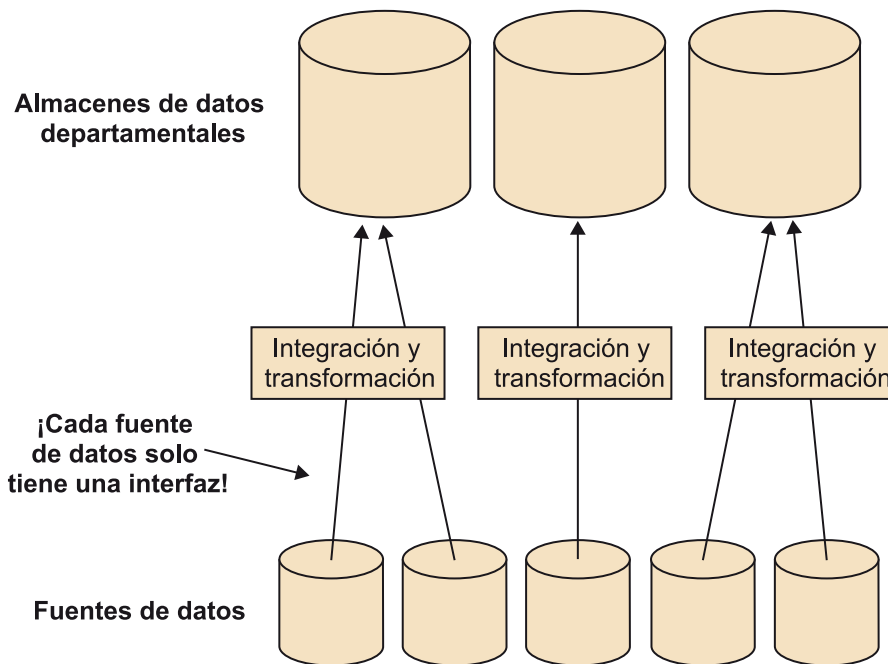 Almacenes de datos
departamentales
Integración y
transformación
Integración y
transformación
Integración y
transformación
¡Cada fuente
de datos solo
tiene una interfaz!
Fuentes de datos